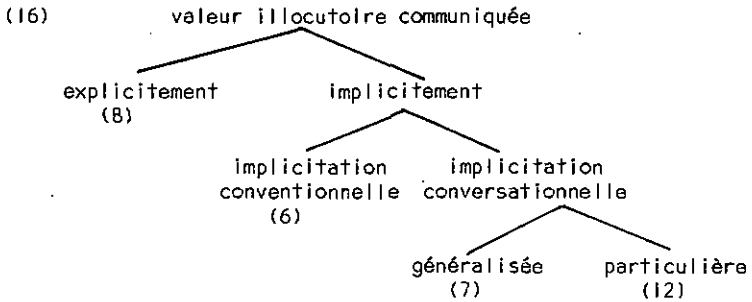 (16) valeur illocutoire communiquée
explicitement implicitement
(8)
implicitation implicitation
conventionnelle conversationnelle
(6)
généralisée particulière
(7) (12)